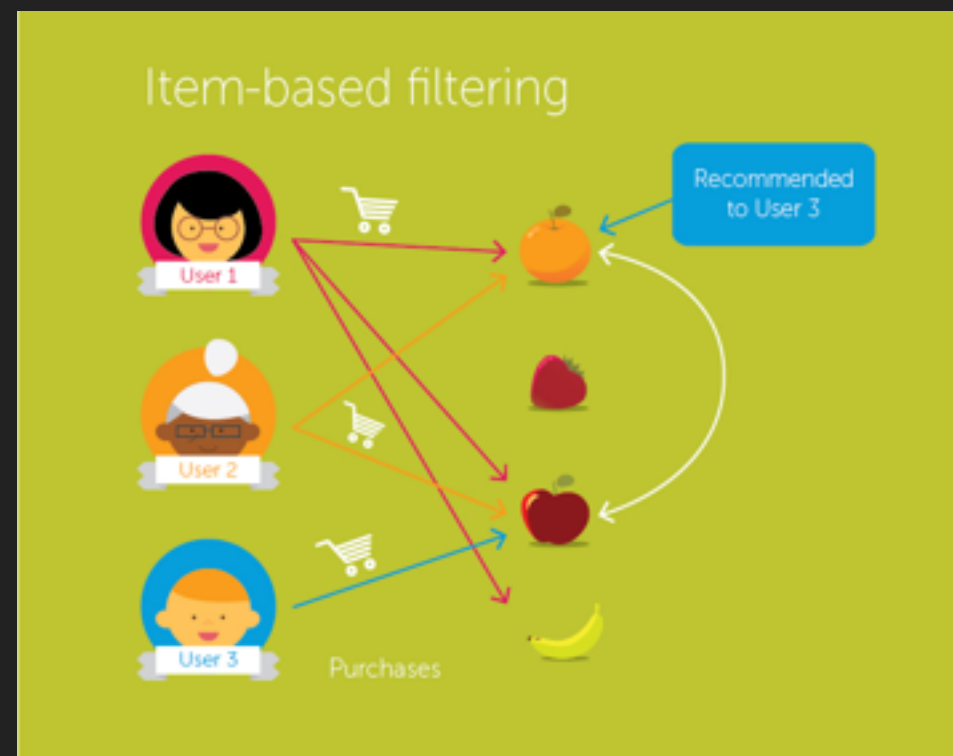 Item-based filtering
Recommended
to User 3
User 1
User 2
User 3
Purchases